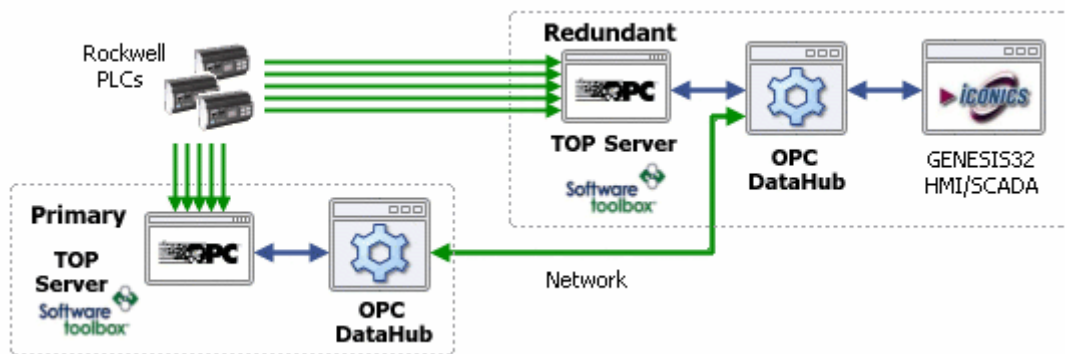 Rockwell
PLCs
Redundant
OPC
TOP Server
Software
toolbox
OPC
DataHub
ICONICS
GENESIS32
HMI/SCADA
Primary
TOP
Server
Software
toolbox
OPC
OPC
DataHub
Network